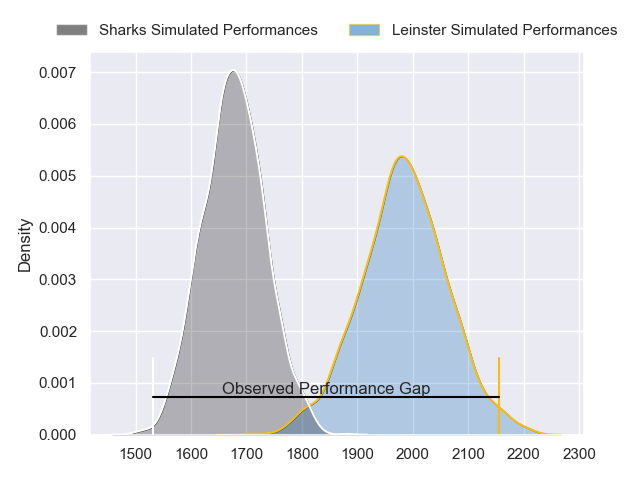 Sharks Simulated Performances Leinster Simulated Performances
0.007
0.006
0.005
0.004
0.003
0.002
0.001
0.000
Density
Observed Performance Gap
1500 1600 1700 1800 1900 2000 2100 2200 2300